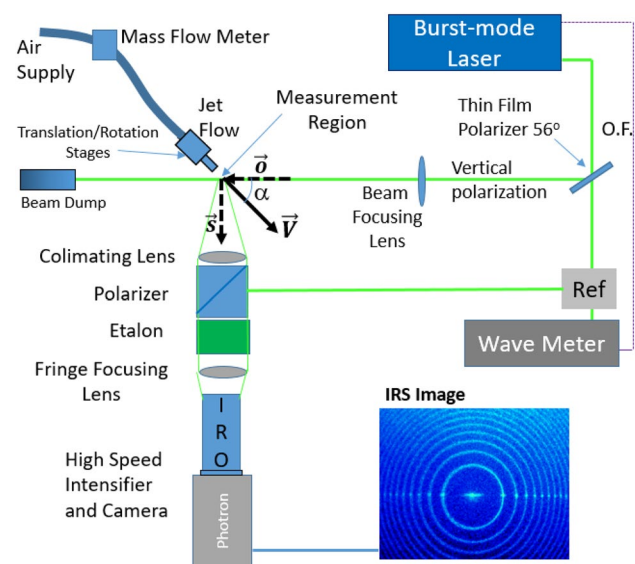 Burst-mode
Laser
Air
Supply
Mass Flow Meter
Jet
Flow
Measurement
Region
Thin Film
Polarizer 56°
O.F.
Translation/Rotation
Stages
Beam Dump
o
α
V
s
Beam
Focusing
Lens
Vertical
polarization
Colimating Lens
Polarizer
Ref
Etalon
Wave Meter
Fringe Focusing
Lens
IRS Image
I
R
O
High Speed
Intensifier
and Camera
Photron